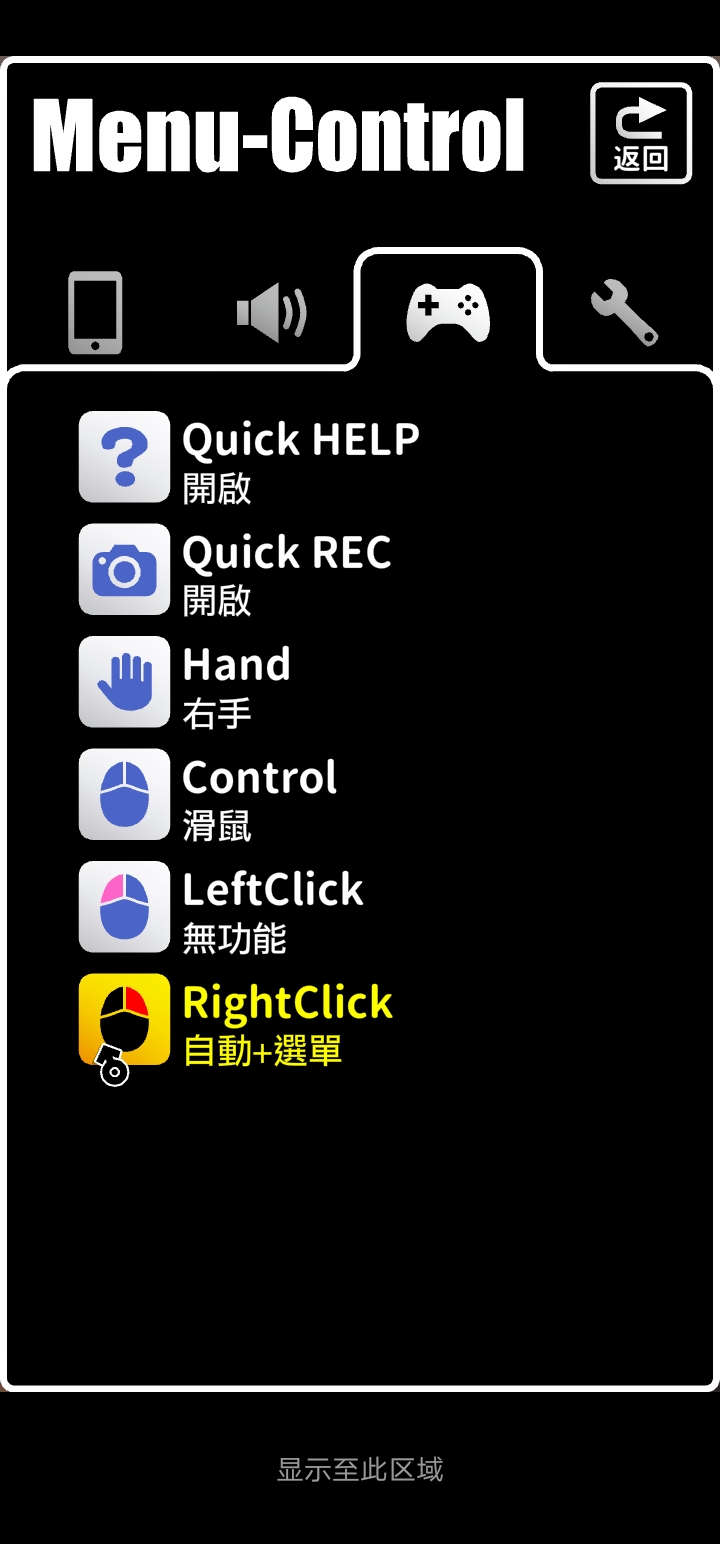 Menu-Control
返回
Quick HELP
開啟
Quick REC
開啟
Hand
右手
Control
滑鼠
LeftClick
無功能
RightClick
自動+選單
显示至此区域